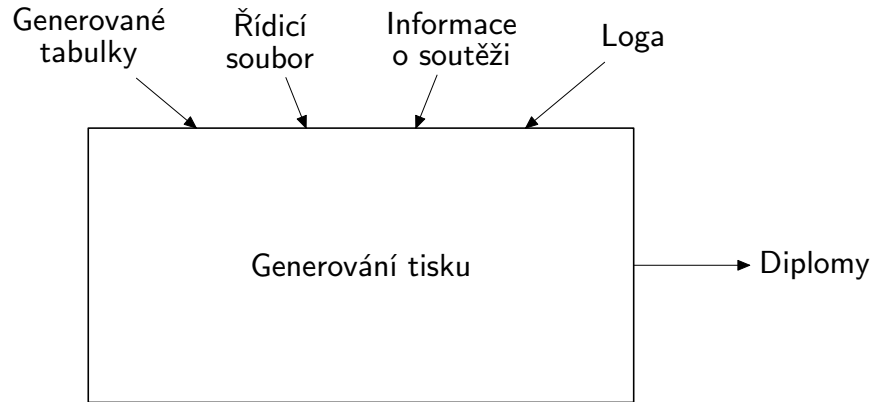 Generované
tabulky
Řídicí
soubor
Informace
o soutěži
Loga
Generování tisku
Diplomy